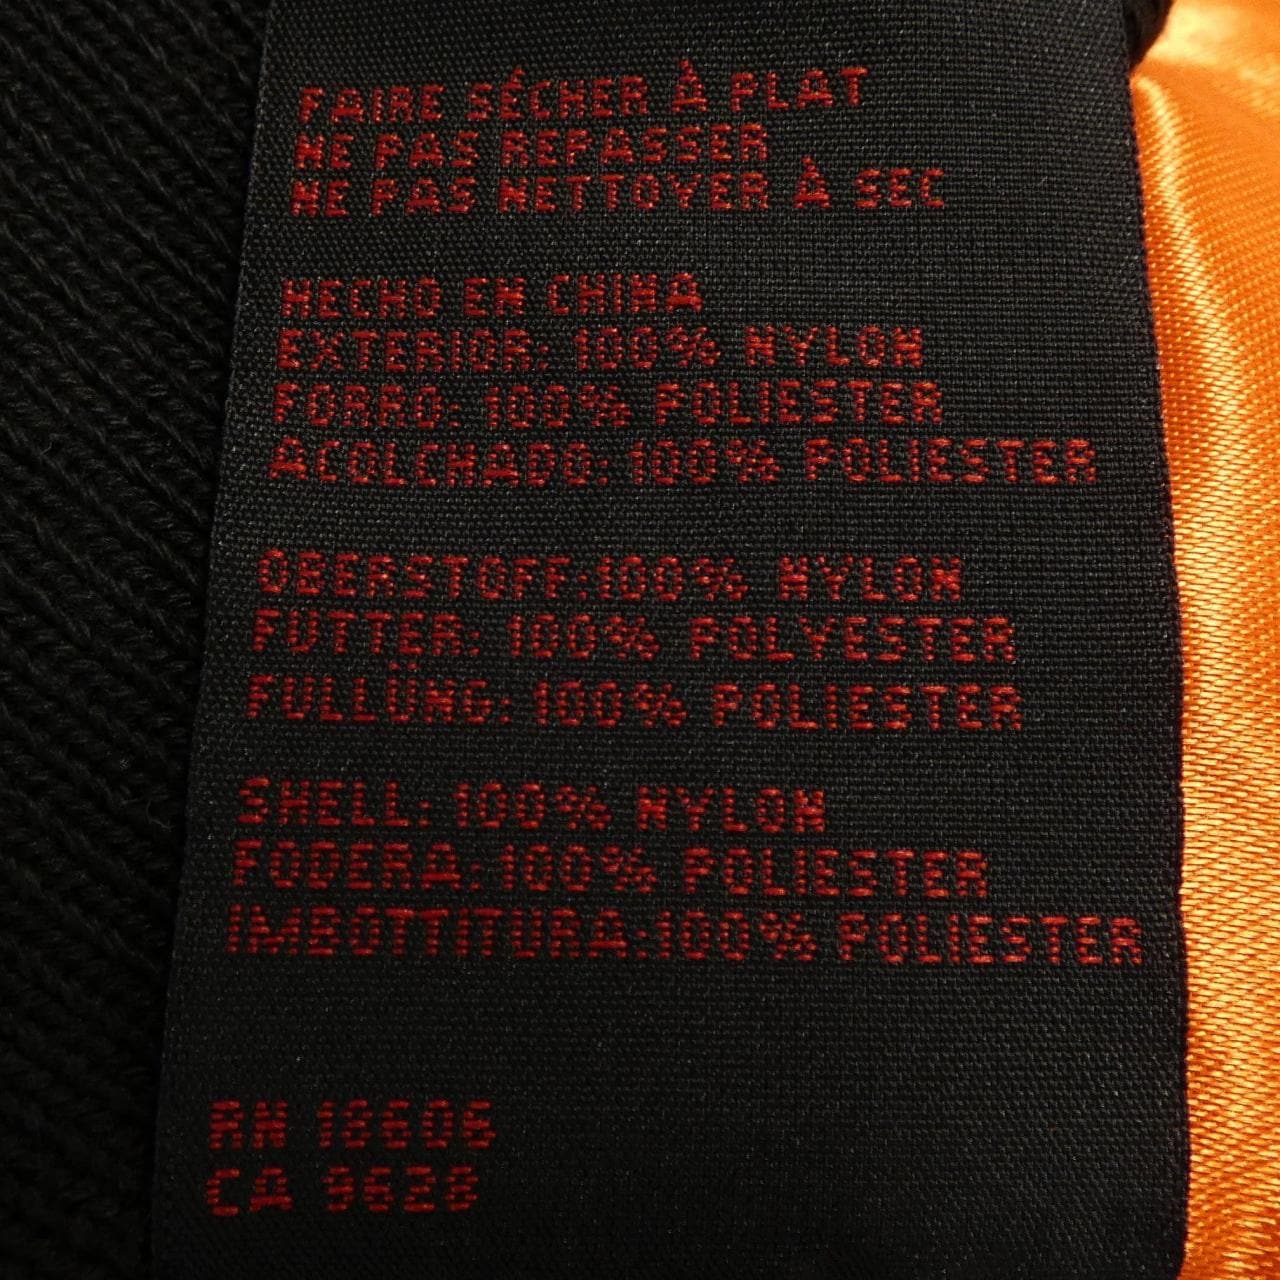 FAIRE SÉCHER À PLAT
NE PAS REPASSER
NE PAS NETTOYER À SEC
HECHO EN CHINA
EXTERIOR: 100% NYLON
FORRO: 100% POLIESTER
ACOLCHADO: 100% POLIESTER
OBERSTOFF:100% NYLON
FUTTER: 100% POLYESTER
FULLÜNG: 100% POLIESTER
SHELL: 100% NYLON
FODERA:100% POLIESTER
IMBOTTITURA:100% POLIESTER
RN 18606
CA 9628